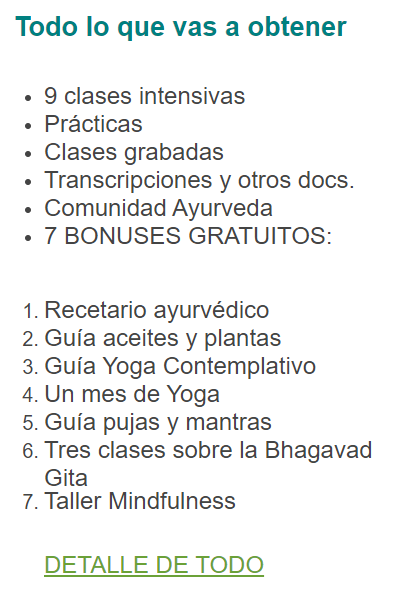 Todo lo que vas a obtener
• 9 clases intensivas
• Prácticas
• Clases grabadas
• Transcripciones y otros docs.
• Comunidad Ayurveda
• 7 BONUSES GRATUITOS:
1. Recetario ayurvédico
2. Guía aceites y plantas
3. Guía Yoga Contemplativo
4. Un mes de Yoga
5. Guía pujas y mantras
6. Tres clases sobre la Bhagavad
Gita
7. Taller Mindfulness
DETALLE DE TODO